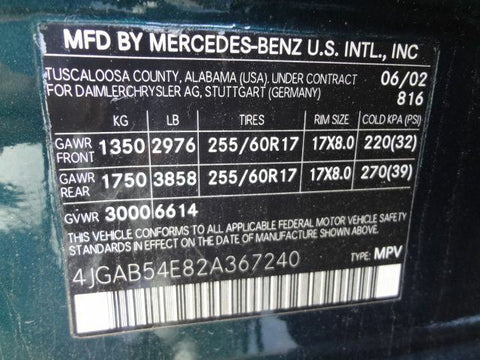 MFD BY MERCEDES-BENZ U.S. INTL., INC
TUSCALOOSA COUNTY, ALABAMA (USA). UNDER CONTRACT 06/02
FOR DAIMLERCHRYSLER AG, STUTTGART (GERMANY) 816
KG LB TIRES RIM SIZE COLD KPA (PSI)
GAWR FRONT 1350 2976 255/60R17 17X8.0 220(32)
GAWR REAR 1750 3858 255/60R17 17X8.0 270(39)
GVWR 3000 6614
THIS VEHICLE CONFORMS TO ALL APPLICABLE FEDERAL MOTOR VEHICLE SAFETY
AND THEFT PREVENTION STANDARDS IN EFFECT ON THE DATE OF MANUFACTURE SHOWN ABOVE.
4JGAB54E82A367240 TYPE: MPV